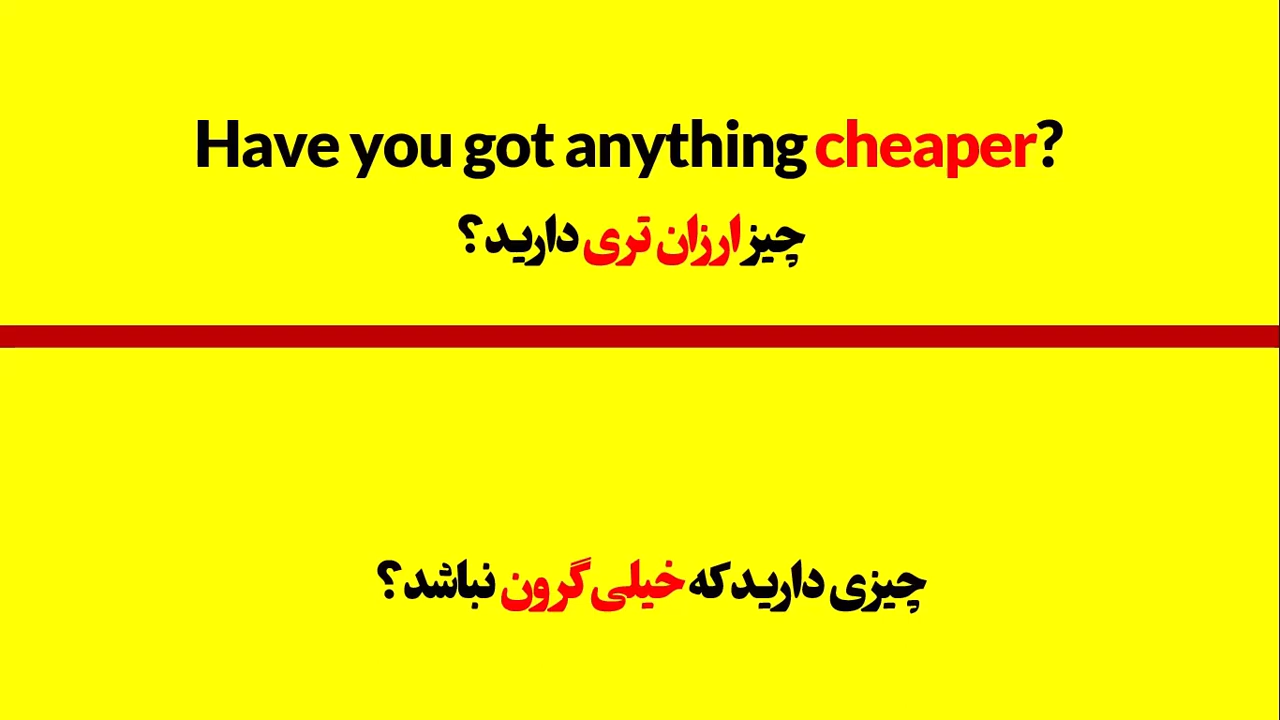 Have you got anything cheaper?
چیز ارزان تری دارید؟
چیزی دارید که خیلی گرون نباشد؟